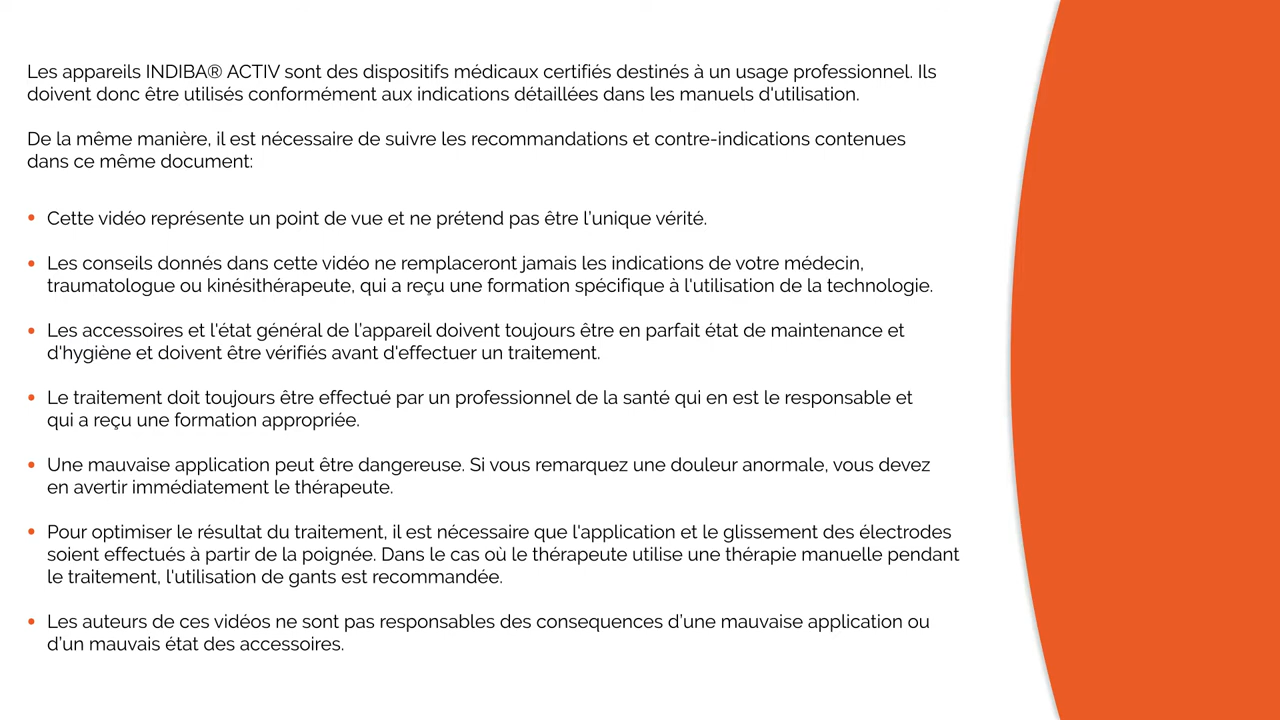 Les appareils INDIBA® ACTIV sont des dispositifs médicaux certifiés destinés à un usage professionnel. Ils
doivent donc être utilisés conformément aux indications détaillées dans les manuels d'utilisation.
De la même manière, il est nécessaire de suivre les recommandations et contre-indications contenues
dans ce même document:
• Cette vidéo représente un point de vue et ne prétend pas être l'unique vérité.
• Les conseils donnés dans cette vidéo ne remplaceront jamais les indications de votre médecin,
traumatologue ou kinésithérapeute, qui a reçu une formation spécifique à l'utilisation de la technologie.
• Les accessoires et l'état général de l'appareil doivent toujours être en parfait état de maintenance et
d'hygiène et doivent être vérifiés avant d'effectuer un traitement.
• Le traitement doit toujours être effectué par un professionnel de la santé qui en est le responsable et
qui a reçu une formation appropriée.
• Une mauvaise application peut être dangereuse. Si vous remarquez une douleur anormale, vous devez
en avertir immédiatement le thérapeute.
• Pour optimiser le résultat du traitement, il est nécessaire que l'application et le glissement des électrodes
soient effectués à partir de la poignée. Dans le cas où le thérapeute utilise une thérapie manuelle pendant
le traitement, l'utilisation de gants est recommandée.
• Les auteurs de ces vidéos ne sont pas responsables des consequences d'une mauvaise application ou
d'un mauvais état des accessoires.